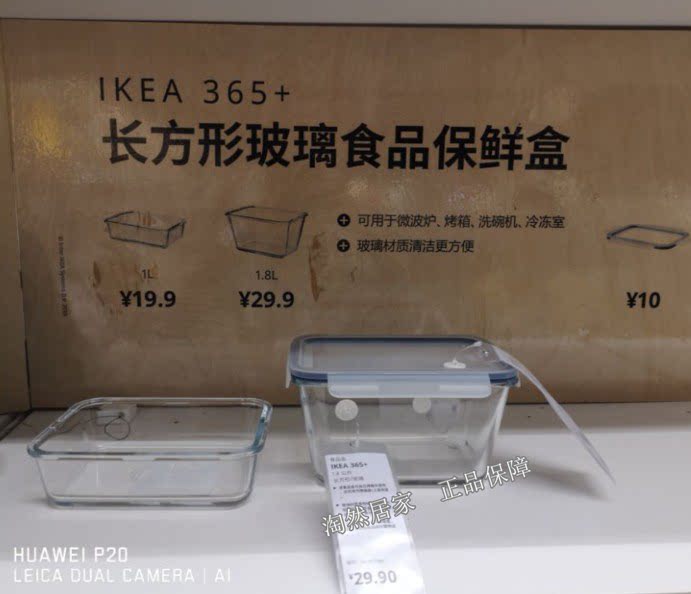 IKEA 365+
长方形玻璃食品保鲜盒
可用于微波炉、烤箱、洗碗机、冷冻室
玻璃材质清洁更方便
1L
1.8L
¥19.9
¥29.9
¥10
IKEA 365+
淘然居家 正品保障
¥29.90
HUAWEI P20
LEICA DUAL CAMERA | AI